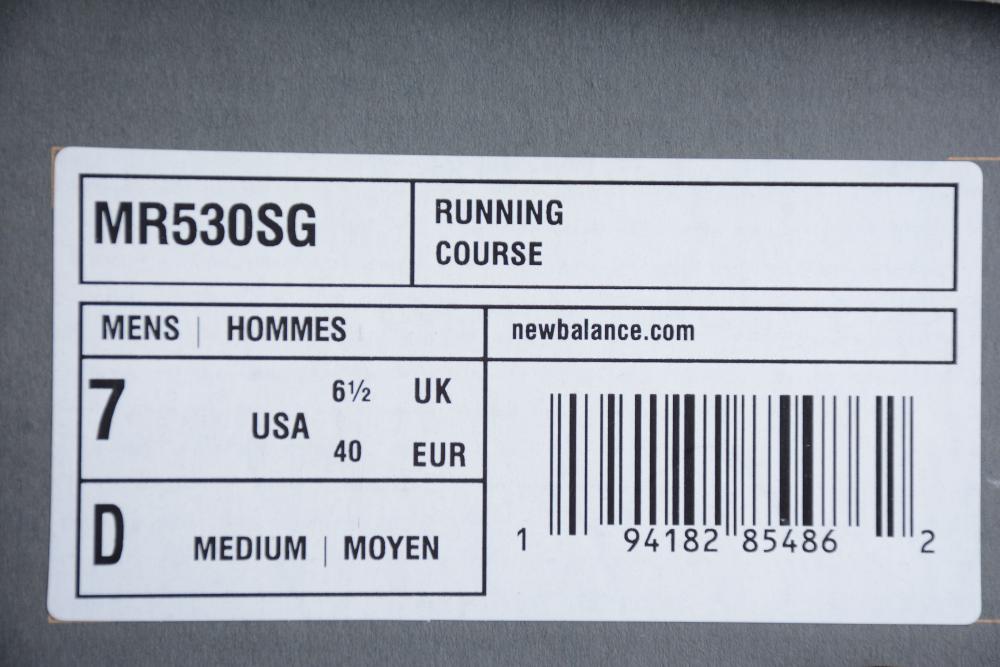 MR530SG
RUNNING
COURSE
MENS | HOMMES
newbalance.com
7 USA
6½ UK
40 EUR
D MEDIUM | MOYEN
1 94182 85486 2